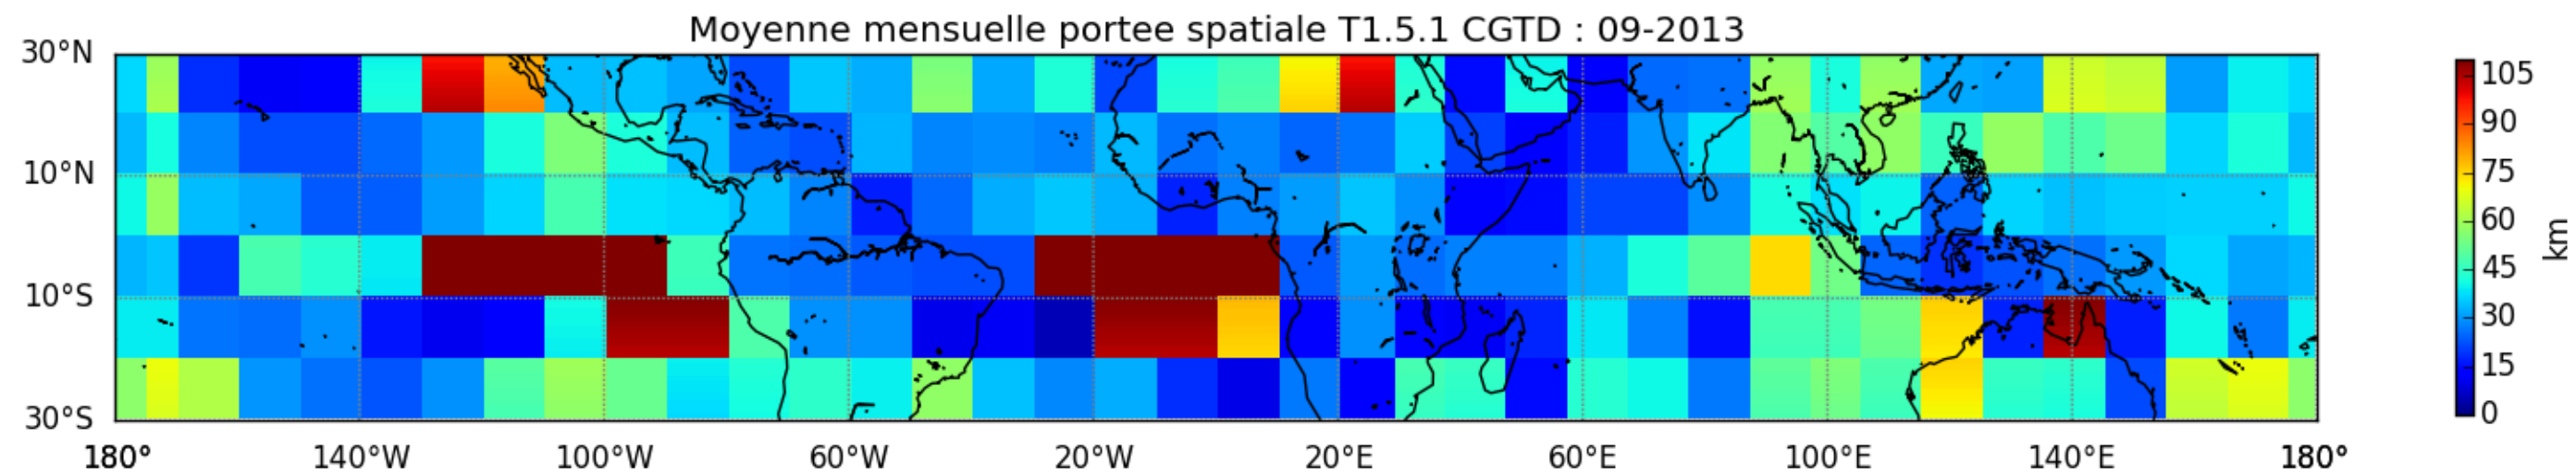 Moyenne mensuelle portee spatiale T1.5.1 CGTD : 09-2013
30°N
10°N
10°S
30°S
180° 140°W 100°W 60°W 20°W 20°E 60°E 100°E 140°E 180°
105
90
75
60
45
30
15
0
km